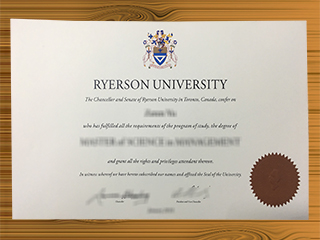 RYERSON UNIVERSITY
The Chancellor and Senate of Ryerson University in Toronto, Canada, confer on
who has fulfilled all the requirements of the program of study, the degree of
MASTER of SCIENCE in MANAGEMENT
and grant all the rights and privileges attendant thereon.
In witness whereof we have hereto subscribed our names and affixed the Seal of the University